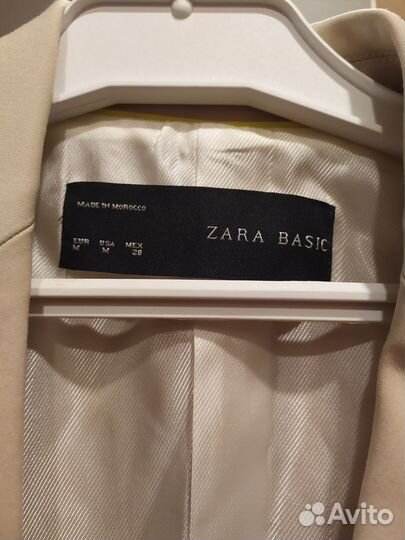 MADE IN MOROCCO
ZARA BASIC
EUR USA MEX
M M 28
Avito